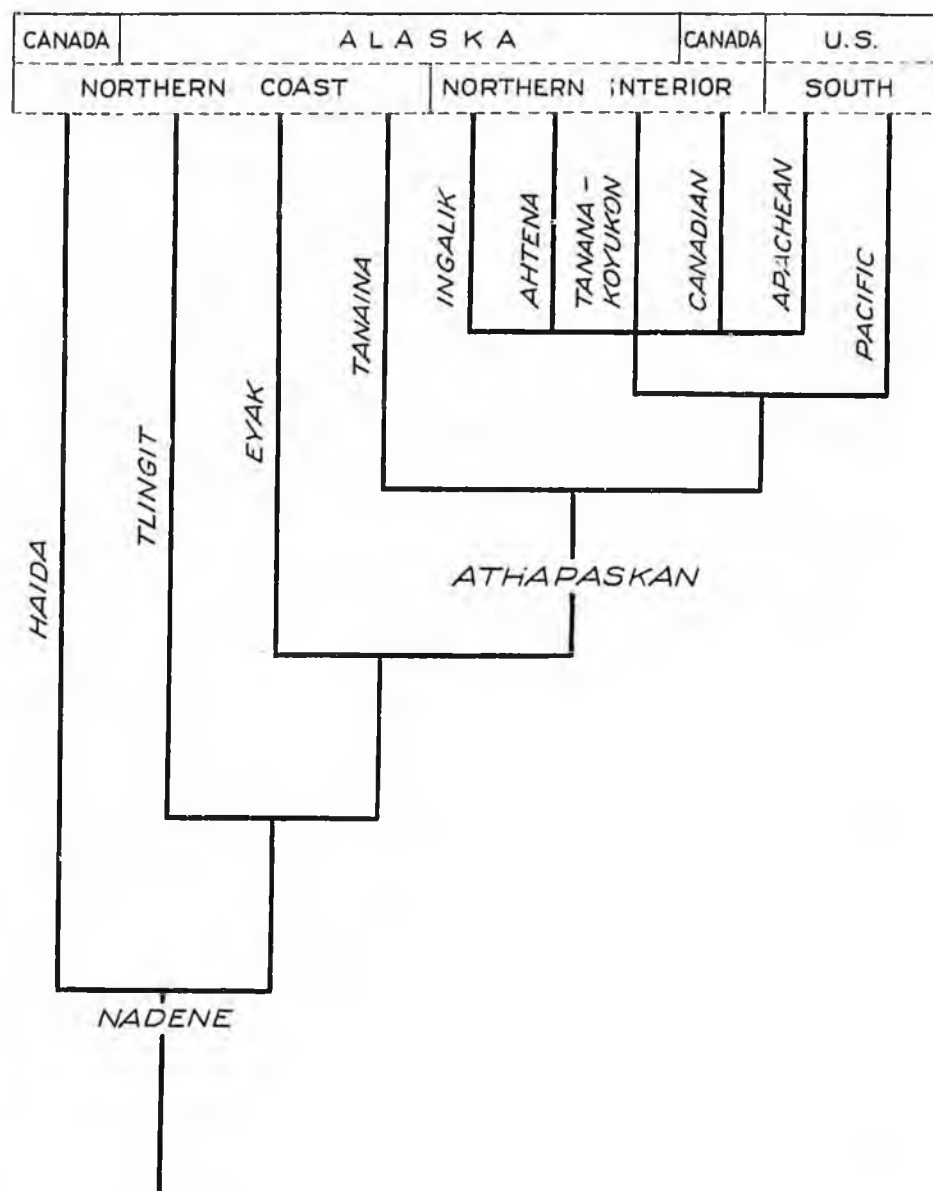 CANADA ALASKA CANADA U.S.
NORTHERN COAST NORTHERN INTERIOR SOUTH
HAIDA
TLINGIT
EYAK
TANAINA
INGALIK
AHTENA
TANANA-
KOYUKON
CANADIAN
APACHEAN
PACIFIC
ATHAPASKAN
NADENE